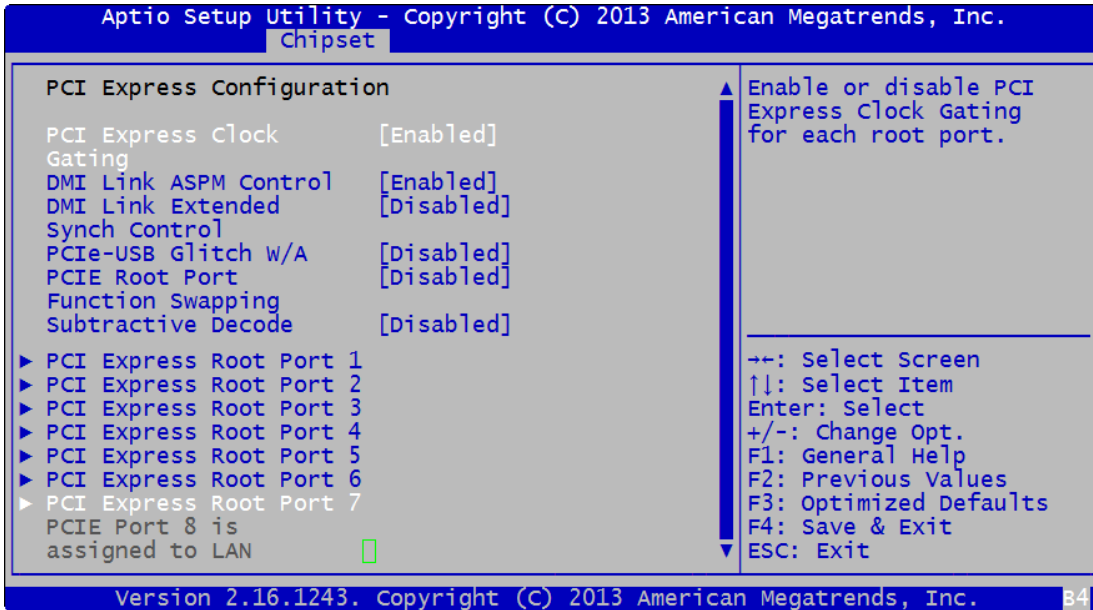 Aptio Setup Utility - Copyright (C) 2013 American Megatrends, Inc.
Chipset
PCI Express Configuration
PCI Express Clock [Enabled]
Gating
DMI Link ASPM Control [Enabled]
DMI Link Extended [Disabled]
Synch Control
PCIe-USB Glitch W/A [Disabled]
PCIE Root Port [Disabled]
Function Swapping
Subtractive Decode [Disabled]
► PCI Express Root Port 1
► PCI Express Root Port 2
► PCI Express Root Port 3
► PCI Express Root Port 4
► PCI Express Root Port 5
► PCI Express Root Port 6
► PCI Express Root Port 7
PCIE Port 8 is
assigned to LAN
Enable or disable PCI
Express Clock Gating
for each root port.
→←: Select Screen
↑↓: Select Item
Enter: Select
+/-: Change Opt.
F1: General Help
F2: Previous Values
F3: Optimized Defaults
F4: Save & Exit
ESC: Exit
Version 2.16.1243. Copyright (C) 2013 American Megatrends, Inc.
B4